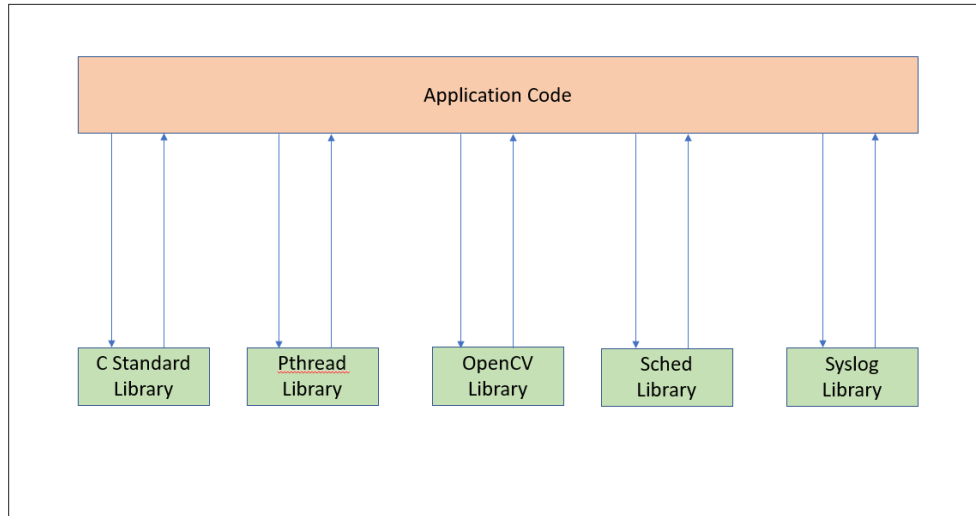 Application Code
C Standard
Library
Pthread
Library
OpenCV
Library
Sched
Library
Syslog
Library